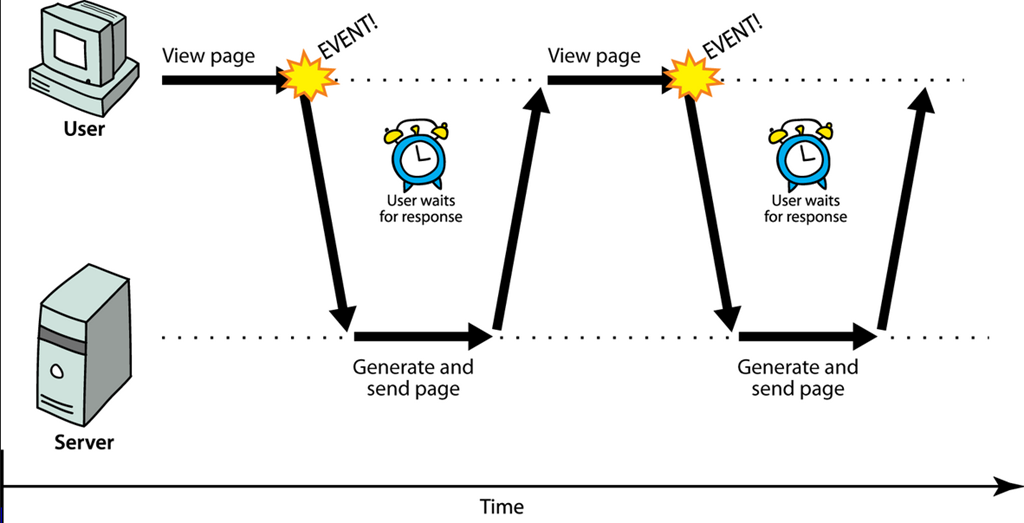 View page
EVENT!
View page
EVENT!
User
User waits
for response
User waits
for response
Generate and
send page
Generate and
send page
Server
Time